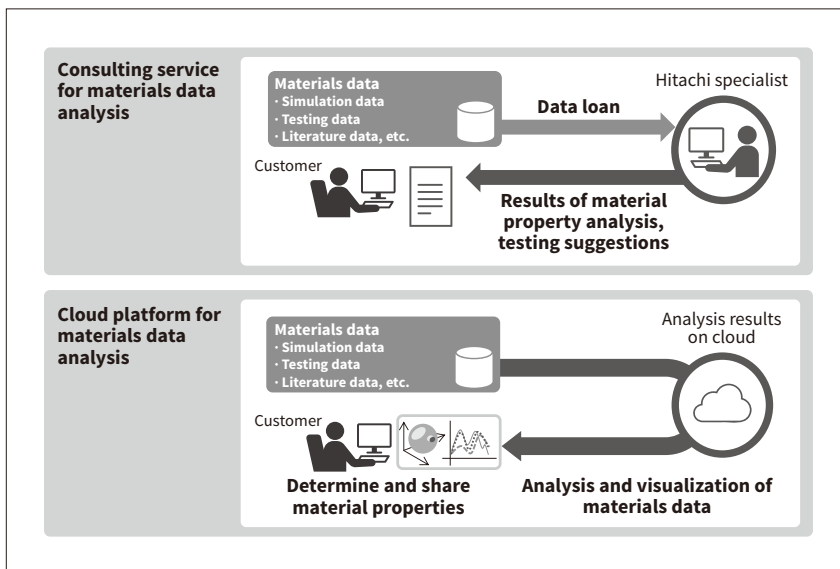 Consulting service
for materials data
analysis
Materials data
· Simulation data
· Testing data
· Literature data, etc.
Customer
Data loan
Hitachi specialist
Results of material
property analysis,
testing suggestions
Cloud platform for
materials data
analysis
Materials data
· Simulation data
· Testing data
· Literature data, etc.
Customer
Analysis results
on cloud
Determine and share
material properties
Analysis and visualization of
materials data